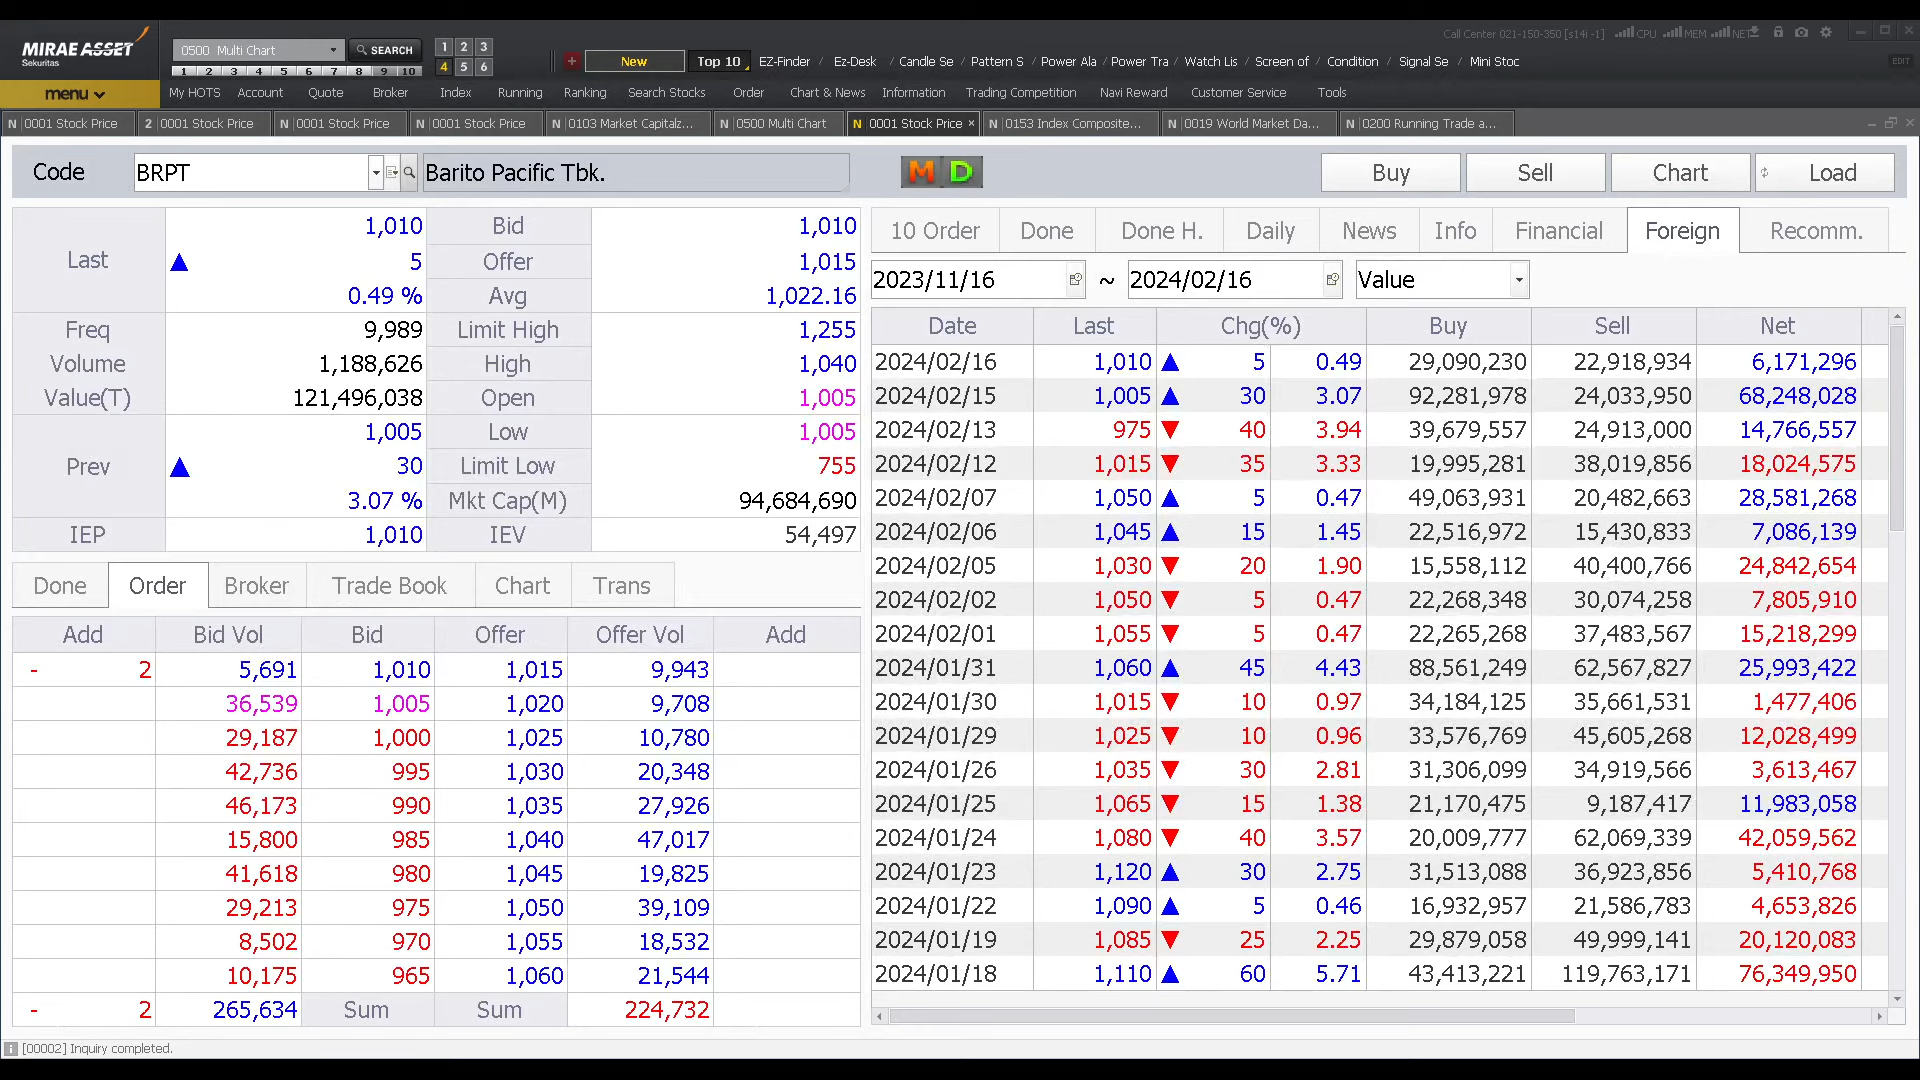 MIRAE ASSET
Sekuritas
0500 Multi Chart
SEARCH
1 2 3
4 5 6
1 2 3 4 5 6 7 8 9 10
+ New
Top 10
EZ-Finder / Ez-Desk / Candle Se / Pattern S / Power Ala / Power Tra / Watch Lis / Screen of / Condition / Signal Se • Mini Stoc
Call Center 021-150-350 [s14i -1] CPU MEM NET
EDIT
menu
My HOTS Account Quote Broker Index Running Ranking Search Stocks Order Chart & News Information Trading Competition Navi Reward Customer Service Tools
N 0001 Stock Price 2 0001 Stock Price N 0001 Stock Price N 0001 Stock Price N 0103 Market Capitalz... N 0500 Multi Chart N 0001 Stock Price × N 0153 Index Composite... N 0019 World Market Da... N 0200 Running Trade a...
Code BRPT Barito Pacific Tbk. M D Buy Sell Chart Load
Last 1,010 Bid 1,010
▲ 5 Offer 1,015
0.49 % Avg 1,022.16
Freq 9,989 Limit High 1,255
Volume 1,188,626 High 1,040
Value(T) 121,496,038 Open 1,005
Prev 1,005 Low 1,005
▲ 30 Limit Low 755
3.07 % Mkt Cap(M) 94,684,690
IEP 1,010 IEV 54,497
Done Order Broker Trade Book Chart Trans
Add Bid Vol Bid Offer Offer Vol Add
- 2 5,691 1,010 1,015 9,943
36,539 1,005 1,020 9,708
29,187 1,000 1,025 10,780
42,736 995 1,030 20,348
46,173 990 1,035 27,926
15,800 985 1,040 47,017
41,618 980 1,045 19,825
29,213 975 1,050 39,109
8,502 970 1,055 18,532
10,175 965 1,060 21,544
- 2 265,634 Sum Sum 224,732
10 Order Done Done H. Daily News Info Financial Foreign Recomm.
2023/11/16 ~ 2024/02/16 Value
Date Last Chg(%) Buy Sell Net
2024/02/16 1,010 ▲ 5 0.49 29,090,230 22,918,934 6,171,296
2024/02/15 1,005 ▲ 30 3.07 92,281,978 24,033,950 68,248,028
2024/02/13 975 ▼ 40 3.94 39,679,557 24,913,000 14,766,557
2024/02/12 1,015 ▼ 35 3.33 19,995,281 38,019,856 18,024,575
2024/02/07 1,050 ▲ 5 0.47 49,063,931 20,482,663 28,581,268
2024/02/06 1,045 ▲ 15 1.45 22,516,972 15,430,833 7,086,139
2024/02/05 1,030 ▼ 20 1.90 15,558,112 40,400,766 24,842,654
2024/02/02 1,050 ▼ 5 0.47 22,268,348 30,074,258 7,805,910
2024/02/01 1,055 ▼ 5 0.47 22,265,268 37,483,567 15,218,299
2024/01/31 1,060 ▲ 45 4.43 88,561,249 62,567,827 25,993,422
2024/01/30 1,015 ▼ 10 0.97 34,184,125 35,661,531 1,477,406
2024/01/29 1,025 ▼ 10 0.96 33,576,769 45,605,268 12,028,499
2024/01/26 1,035 ▼ 30 2.81 31,306,099 34,919,566 3,613,467
2024/01/25 1,065 ▼ 15 1.38 21,170,475 9,187,417 11,983,058
2024/01/24 1,080 ▼ 40 3.57 20,009,777 62,069,339 42,059,562
2024/01/23 1,120 ▲ 30 2.75 31,513,088 36,923,856 5,410,768
2024/01/22 1,090 ▲ 5 0.46 16,932,957 21,586,783 4,653,826
2024/01/19 1,085 ▼ 25 2.25 29,879,058 49,999,141 20,120,083
2024/01/18 1,110 ▲ 60 5.71 43,413,221 119,763,171 76,349,950
[00002] Inquiry completed.